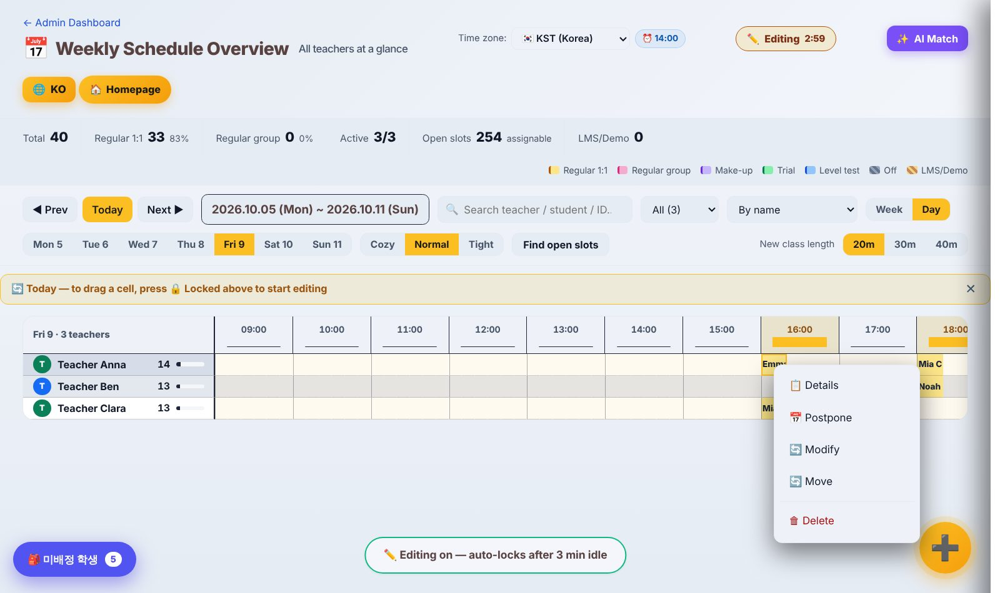 ← Admin Dashboard
July 17 Weekly Schedule Overview All teachers at a glance
Time zone: KST (Korea) 14:00
Editing 2:59
AI Match
KO
Homepage
Total 40
Regular 1:1 33 83%
Regular group 0 0%
Active 3/3
Open slots 254 assignable
LMS/Demo 0
Regular 1:1 Regular group Make-up Trial Level test Off LMS/Demo
◀ Prev Today Next ▶ 2026.10.05 (Mon) ~ 2026.10.11 (Sun) Search teacher / student / ID.. All (3) By name Week Day
Mon 5 Tue 6 Wed 7 Thu 8 Fri 9 Sat 10 Sun 11 Cozy Normal Tight Find open slots New class length 20m 30m 40m
Today — to drag a cell, press 🔒 Locked above to start editing ✕
Fri 9 · 3 teachers 09:00 10:00 11:00 12:00 13:00 14:00 15:00 16:00 17:00 18:00
T Teacher Anna 14 Emma Mia C
T Teacher Ben 13 Noah
T Teacher Clara 13 Mia
Details
Postpone
Modify
Move
Delete
미배정 학생 5
Editing on — auto-locks after 3 min idle